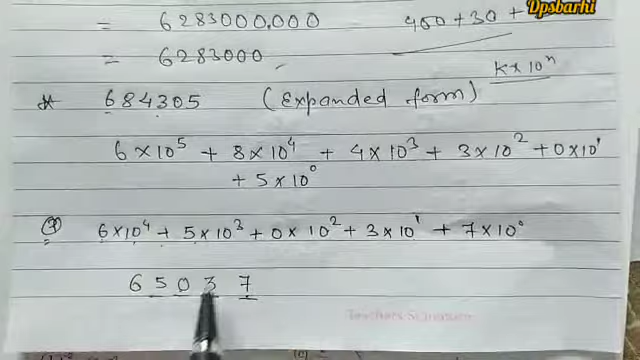 = 6283000.000
400 + 30 +
Dpsbarhi
= 6283000
K × 10ⁿ
* 684305 (Expanded form)
6 × 10⁵ + 8 × 10⁴ + 4 × 10³ + 3 × 10² + 0 × 10¹
+ 5 × 10⁰
6 × 10⁴ + 5 × 10³ + 0 × 10² + 3 × 10¹ + 7 × 10⁰
6 5 0 3 7